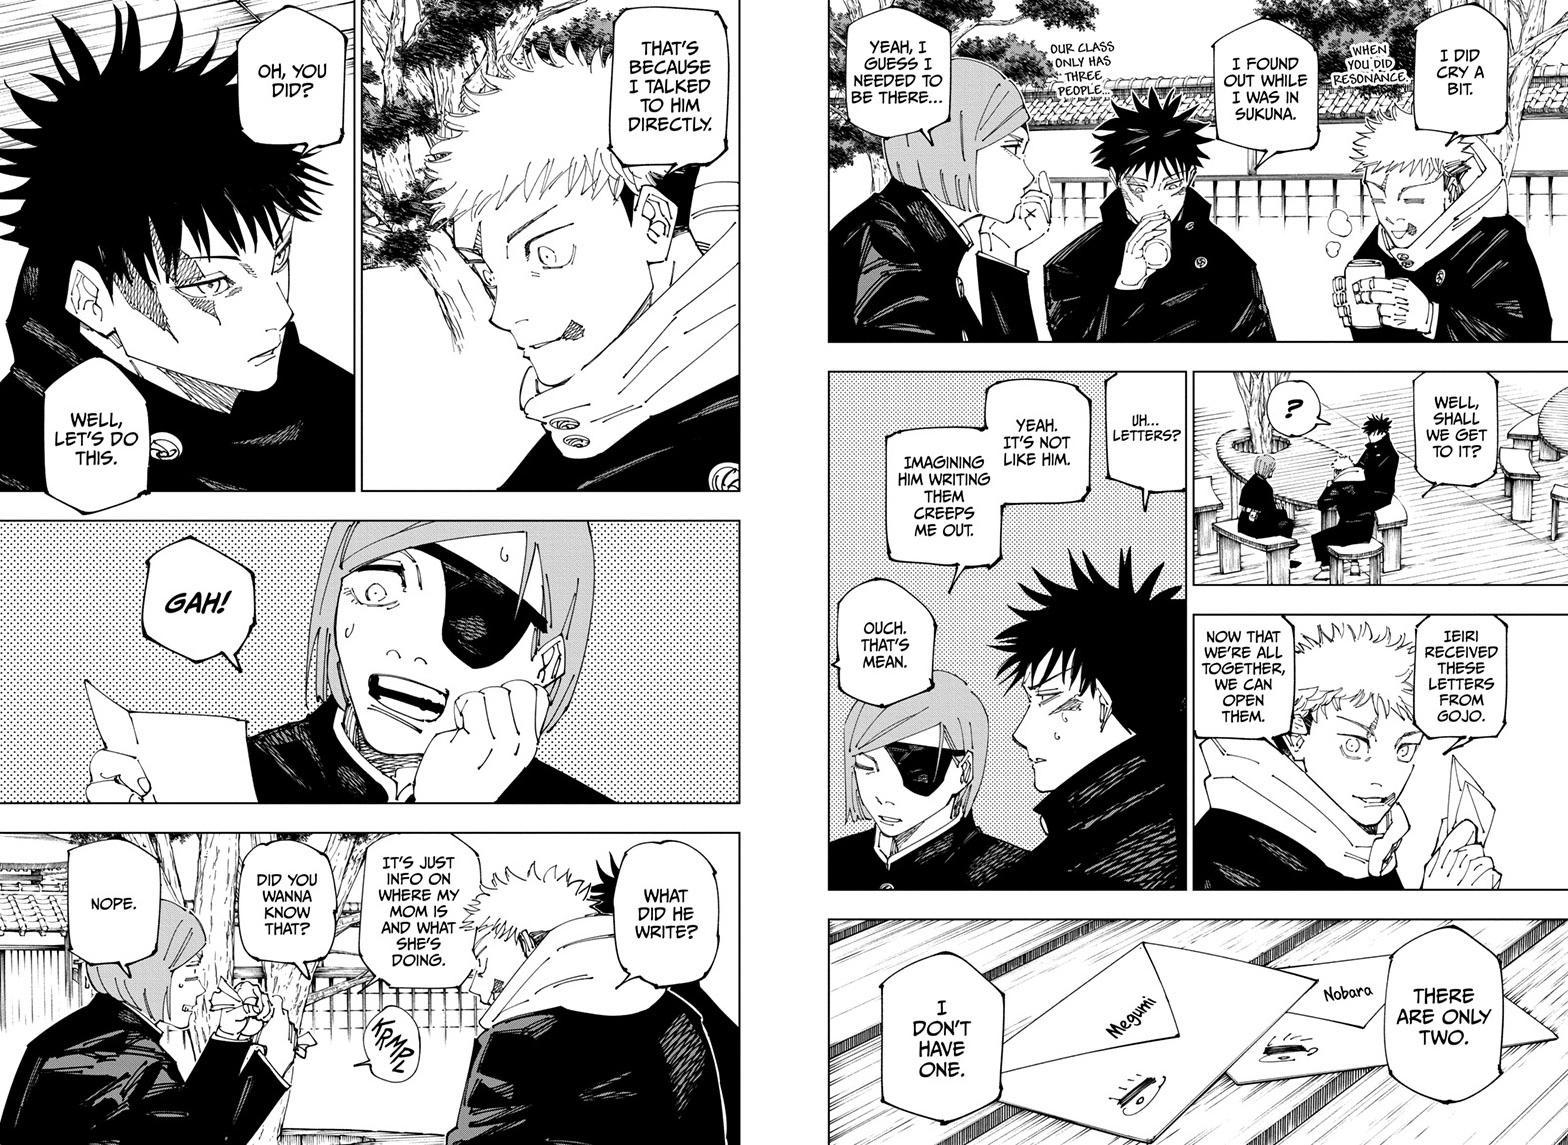 I DID
CRY A
BIT.
WHEN
YOU DID
RESONANCE.
I FOUND
OUT WHILE
I WAS IN
SUKUNA.
OUR CLASS
ONLY HAS
THREE
PEOPLE...
YEAH, I
GUESS I
NEEDED TO
BE THERE...
WELL,
SHALL
WE GET
TO IT?
?
IEIRI
RECEIVED
THESE
LETTERS
FROM
GOJO.
NOW THAT
WE'RE ALL
TOGETHER,
WE CAN
OPEN
THEM.
UH...
LETTERS?
YEAH.
IT'S NOT
LIKE HIM.
IMAGINING
HIM WRITING
THEM
CREEPS
ME OUT.
OUCH.
THAT'S
MEAN.
THERE
ARE ONLY
TWO.
Nobara
Megumi
I
DON'T
HAVE
ONE.
THAT'S
BECAUSE
I TALKED
TO HIM
DIRECTLY.
OH, YOU
DID?
WELL,
LET'S DO
THIS.
GAH!
WHAT
DID HE
WRITE?
IT'S JUST
INFO ON
WHERE MY
MOM IS
AND WHAT
SHE'S
DOING.
KRMPL
DID YOU
WANNA
KNOW
THAT?
NOPE.